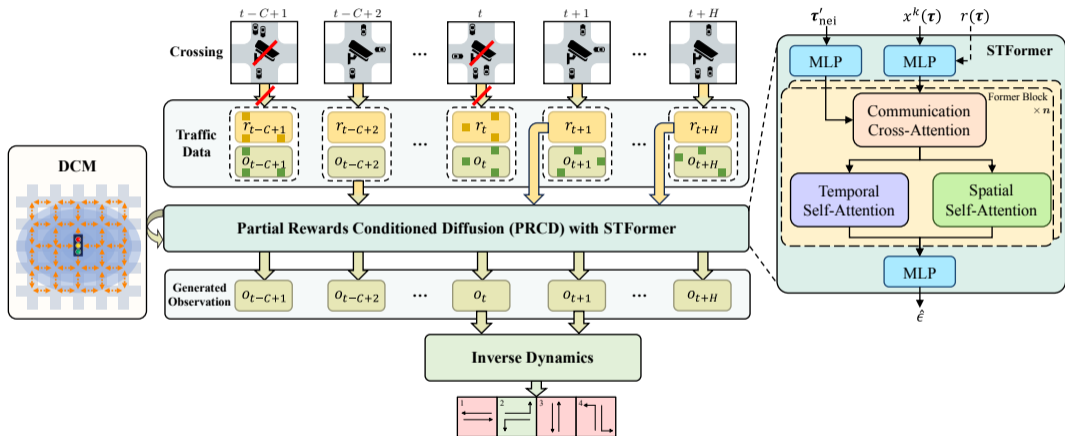 t − C + 1 t − C + 2 t t + 1 t + H
Crossing ... ...
Traffic Data
r_{t−C+1} r_{t−C+2} ... r_t r_{t+1} ... r_{t+H}
o_{t−C+1} o_{t−C+2} o_t o_{t+1} o_{t+H}
DCM
Partial Rewards Conditioned Diffusion (PRCD) with STFormer
Generated
Observation
o_{t−C+1} o_{t−C+2} ... o_t o_{t+1} ... o_{t+H}
Inverse Dynamics
1 2 3 4
τ′_{nei} x^k(τ) r(τ)
STFormer
MLP MLP
Former Block
× n
Communication
Cross-Attention
Temporal
Self-Attention
Spatial
Self-Attention
MLP
ε̂